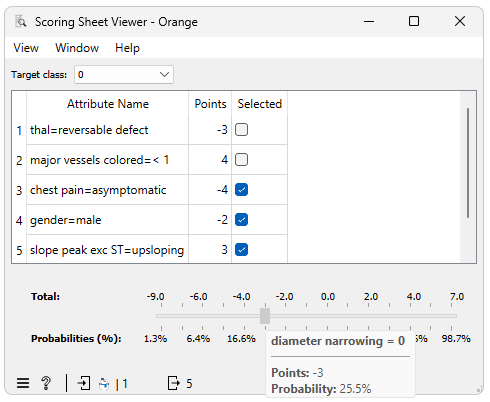 Scoring Sheet Viewer - Orange
View Window Help
Target class: 0
Attribute Name Points Selected
1 thal=reversable defect -3
2 major vessels colored=< 1 4
3 chest pain=asymptomatic -4
4 gender=male -2
5 slope peak exc ST=upsloping 3
Total: -9.0 -6.0 -4.0 -2.0 0.0 2.0 4.0 7.0
Probabilities (%): 1.3% 6.4% 16.6% 98.7%
diameter narrowing = 0
Points: -3
Probability: 25.5%
? | 1 5